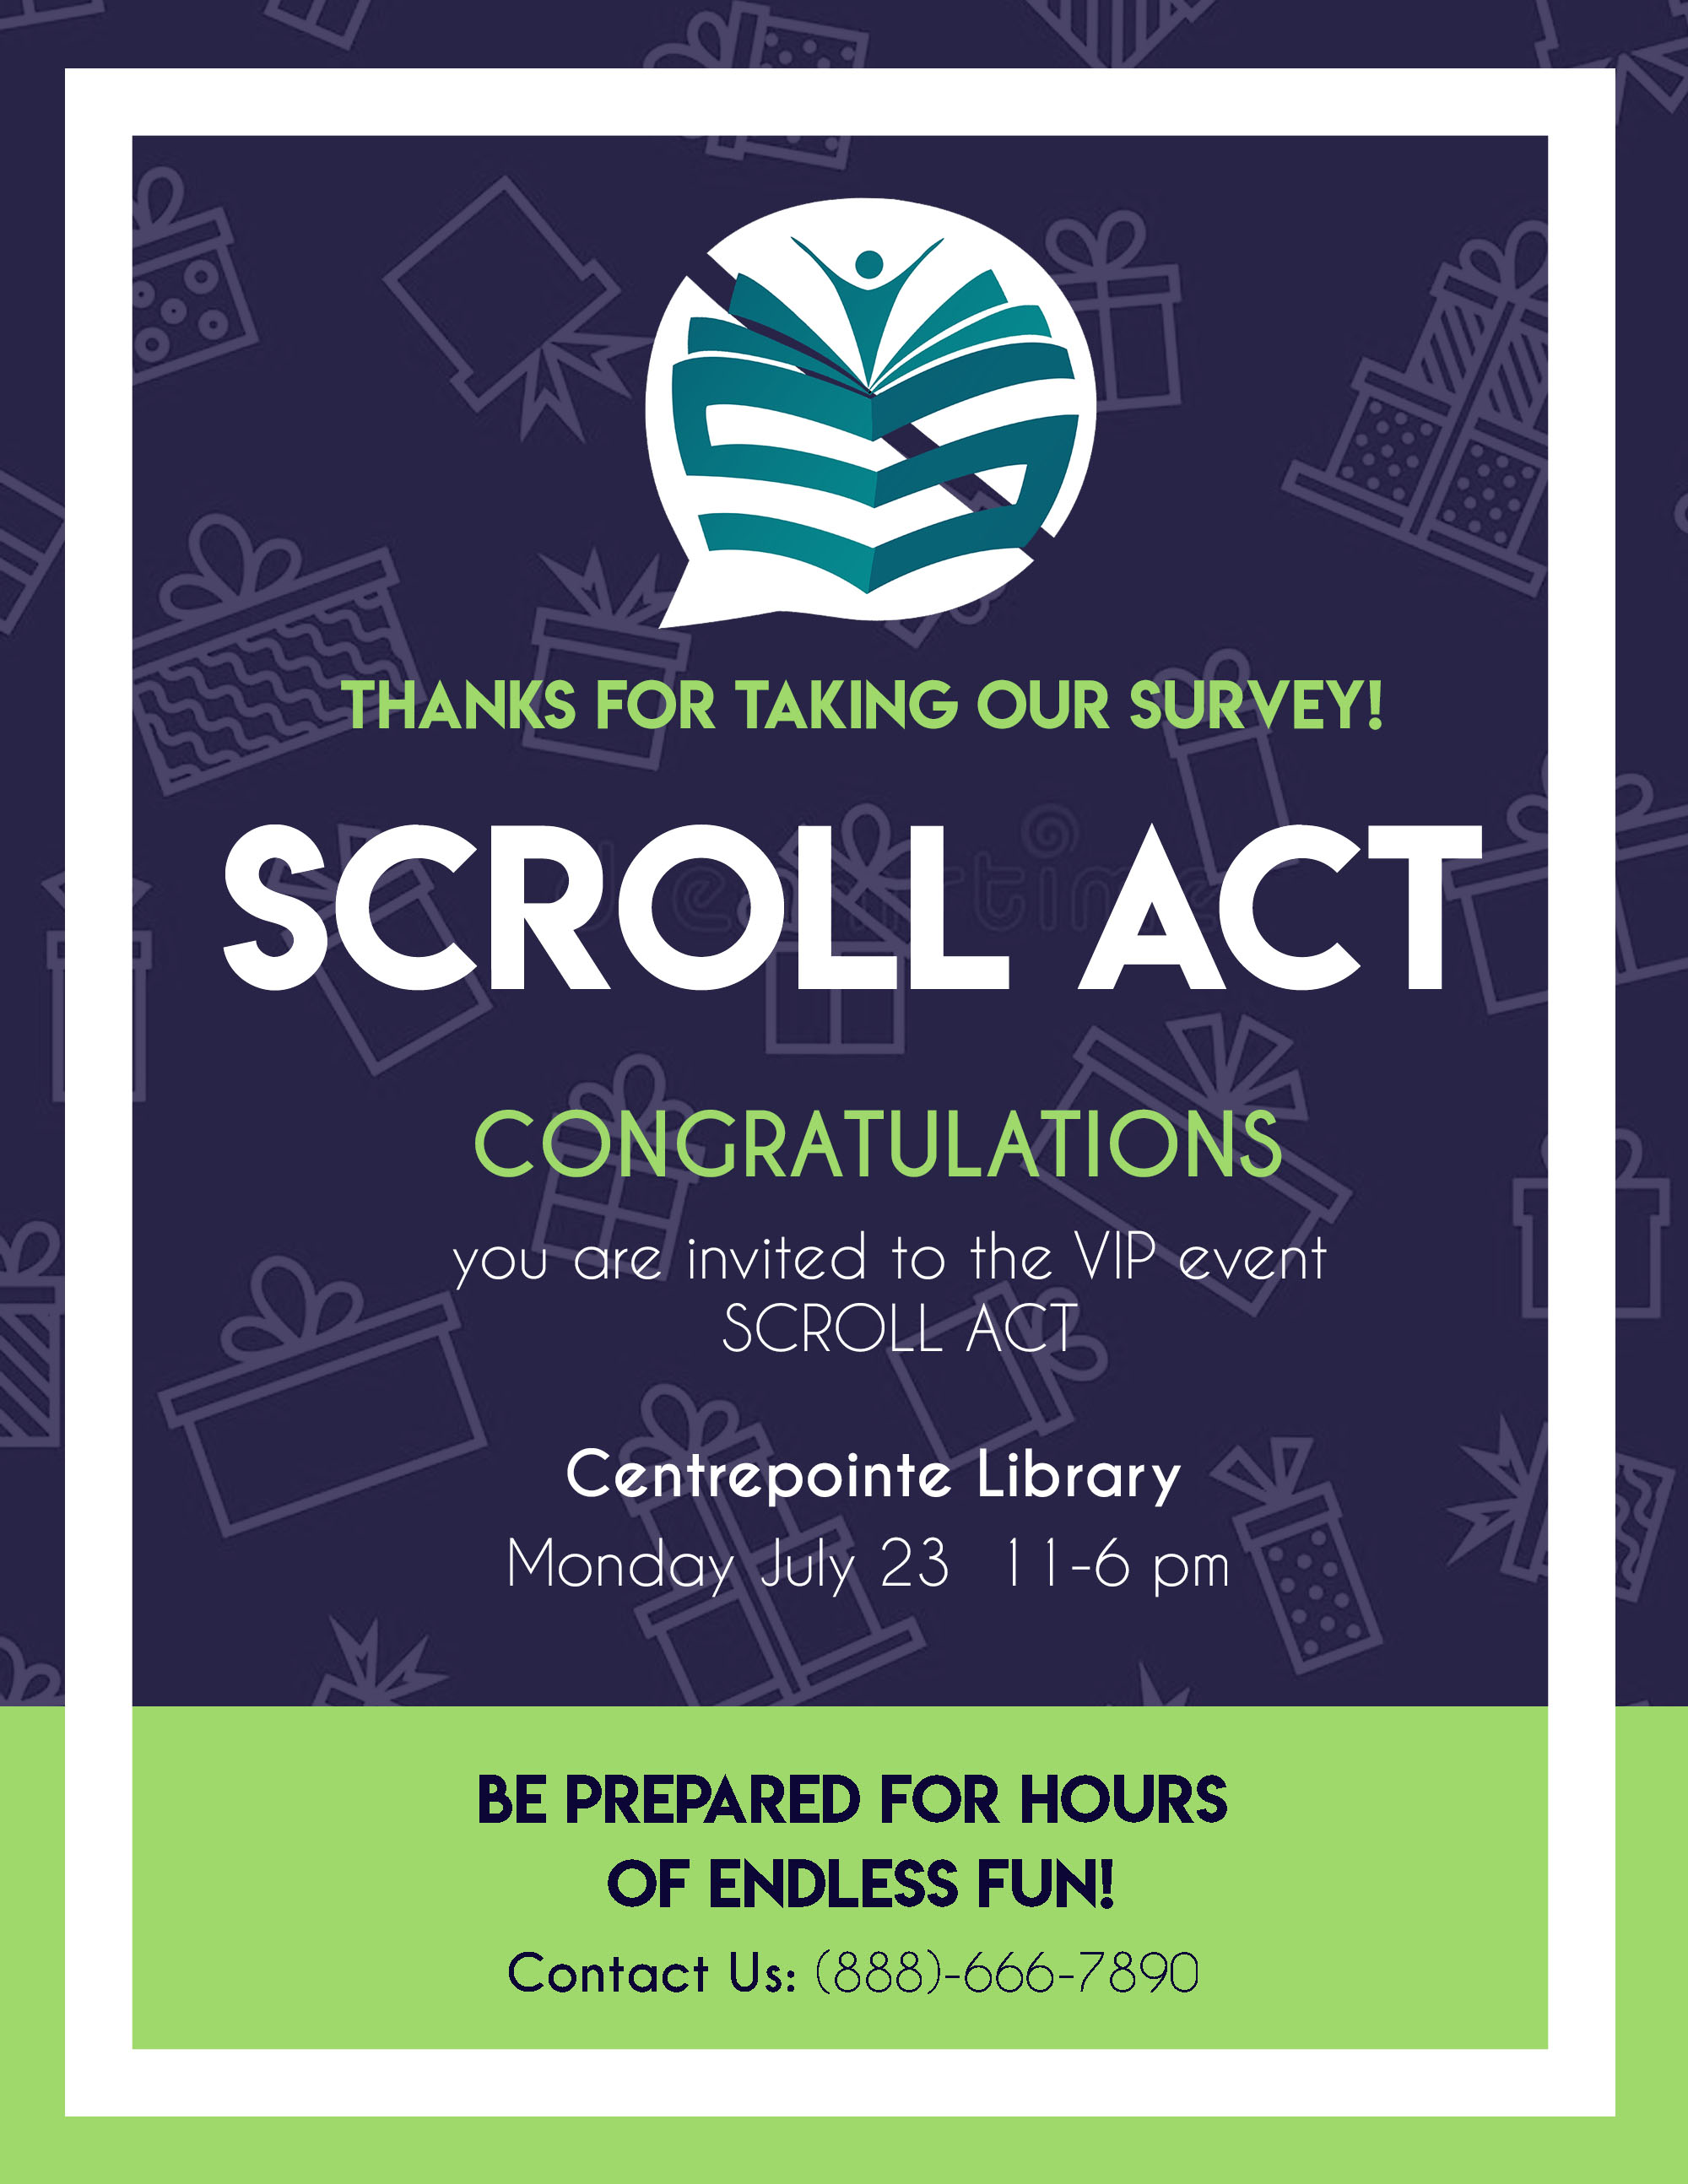 THANKS FOR TAKING OUR SURVEY!
SCROLL ACT
CONGRATULATIONS
you are invited to the VIP event
SCROLL ACT
Centrepointe Library
Monday July 23 11-6 pm
BE PREPARED FOR HOURS
OF ENDLESS FUN!
Contact Us: (888)-666-7890